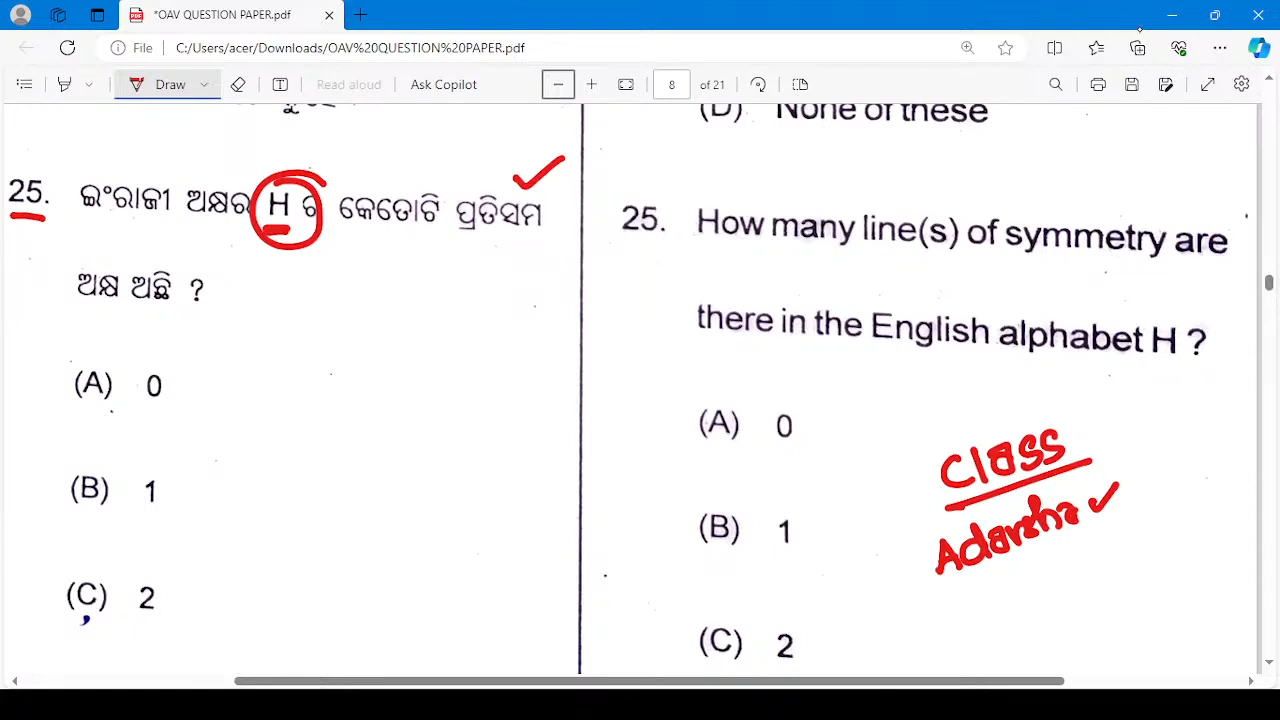 *OAV QUESTION PAPER.pdf
File
C:/Users/acer/Downloads/OAV%20QUESTION%20PAPER.pdf
Draw
Read aloud
Ask Copilot
8 of 21
25. ଇଂରାଜୀ ଅକ୍ଷର H ର କେତୋଟି ପ୍ରତିସମ
ଅକ୍ଷ ଅଛି ?
(A) 0
(B) 1
(C) 2
(D) None of these
25. How many line(s) of symmetry are
there in the English alphabet H ?
(A) 0
(B) 1
(C) 2
Class
Adarsha